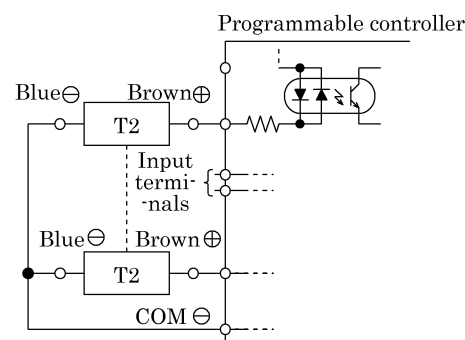 Programmable controller
Blue⊖ Brown⊕
T2
Input
termi-
-nals
Blue⊖ Brown⊕
T2
COM ⊖